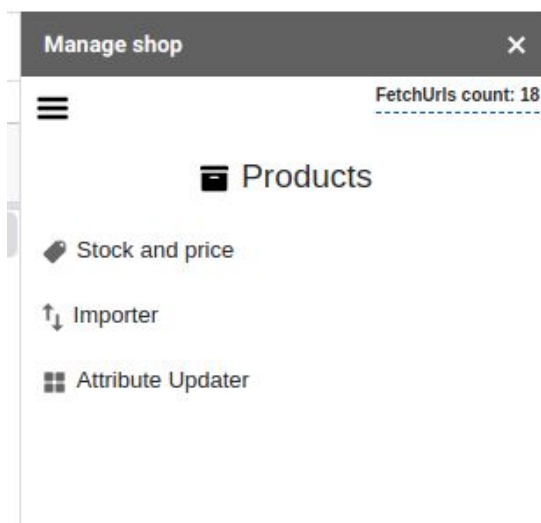 Manage shop
FetchUrls count: 18
Products
Stock and price
Importer
Attribute Updater